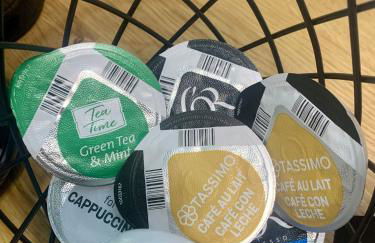 Tea
Time
Green Tea
& Mint
TASSIMO
CAFÉ AU LAIT
CAFÉ CON
LECHE
TASSIMO
CAFÉ AU LAIT
CAFÉ CON
LECHE
CAPPUCCIN